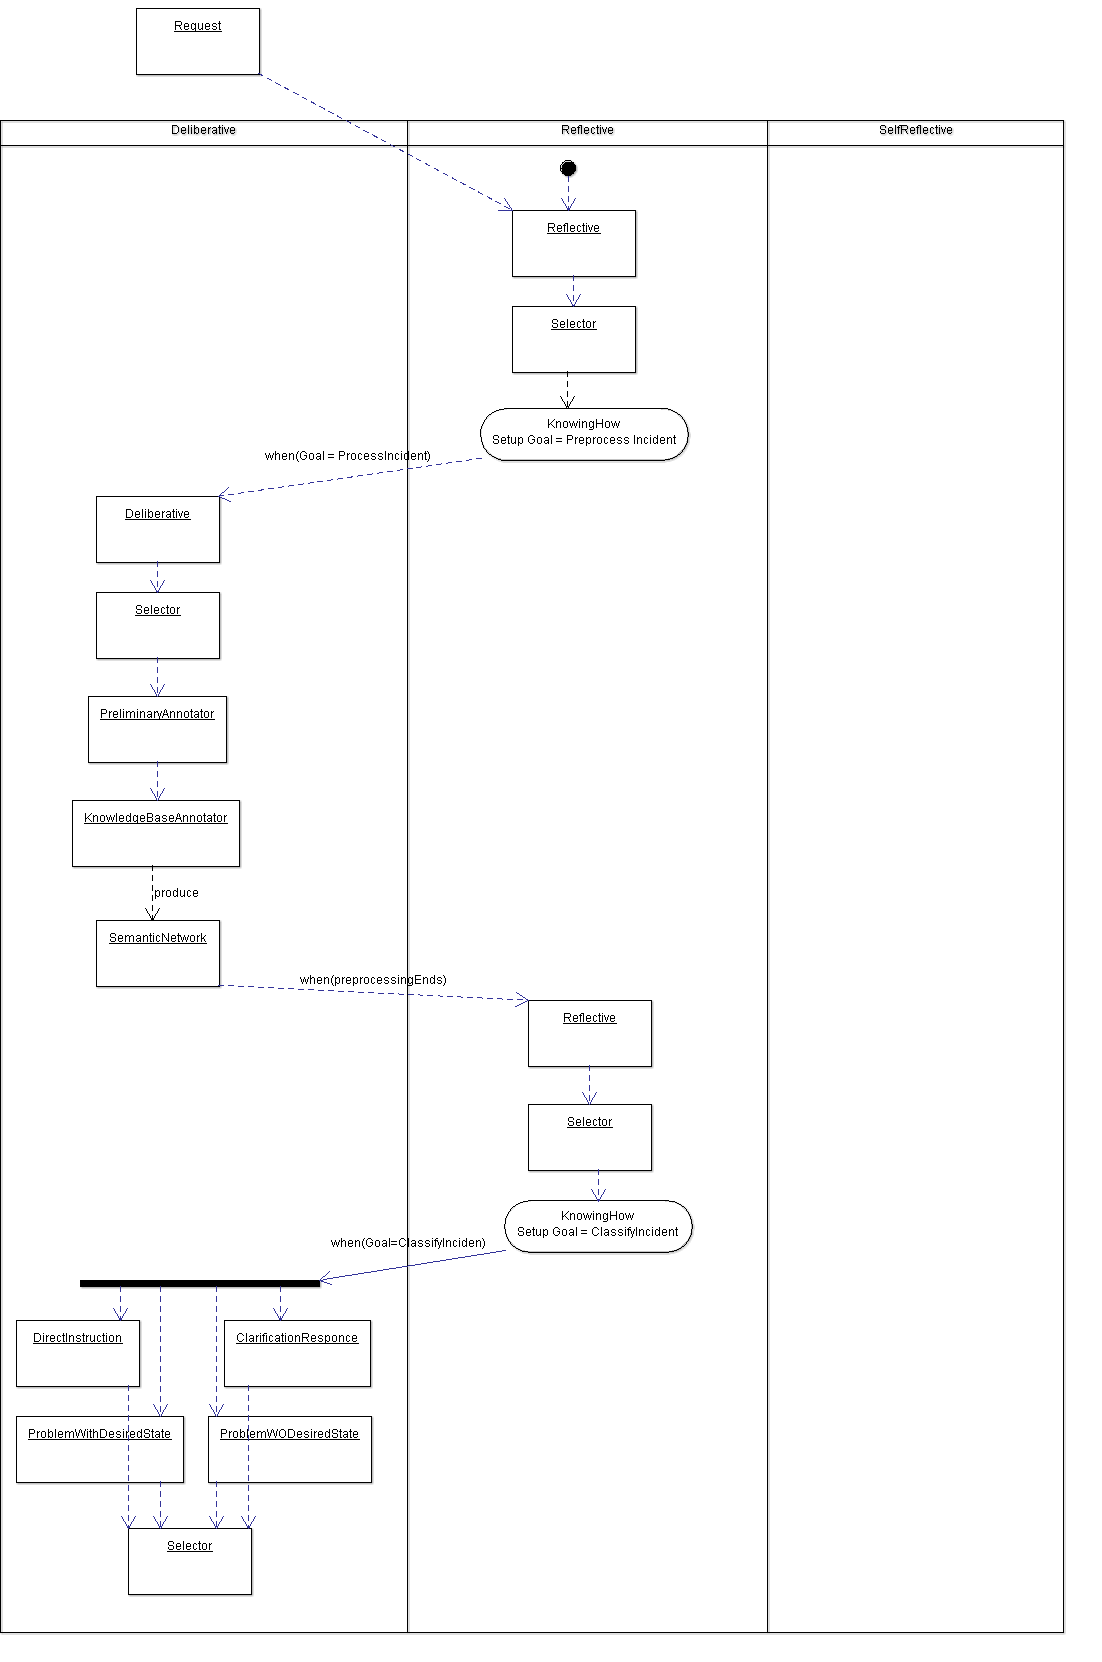 Request
Deliberative
Reflective
SelfReflective
Reflective
Selector
KnowingHow
Setup Goal = Preprocess Incident
when(Goal = ProcessIncident)
Deliberative
Selector
PreliminaryAnnotator
KnowledgeBaseAnnotator
produce
SemanticNetwork
when(preprocessingEnds)
Reflective
Selector
KnowingHow
Setup Goal = ClassifyIncident
when(Goal=ClassifyInciden)
DirectInstruction
ClarificationResponce
ProblemWithDesiredState
ProblemWODesiredState
Selector